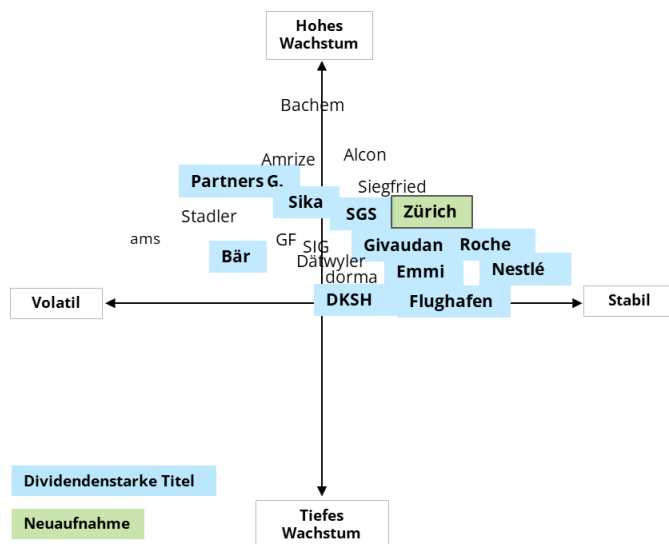 Hohes
Wachstum
Bachem
Amrize
Alcon
Partners G.
Siegfried
Sika
SGS
Zürich
Stadler
ams
GF
SIG
Givaudan
Roche
Bär
Dätwyler
Emmi
Nestlé
dorma
Volatil
DKSH
Flughafen
Stabil
Dividendenstarke Titel
Neuaufnahme
Tiefes
Wachstum